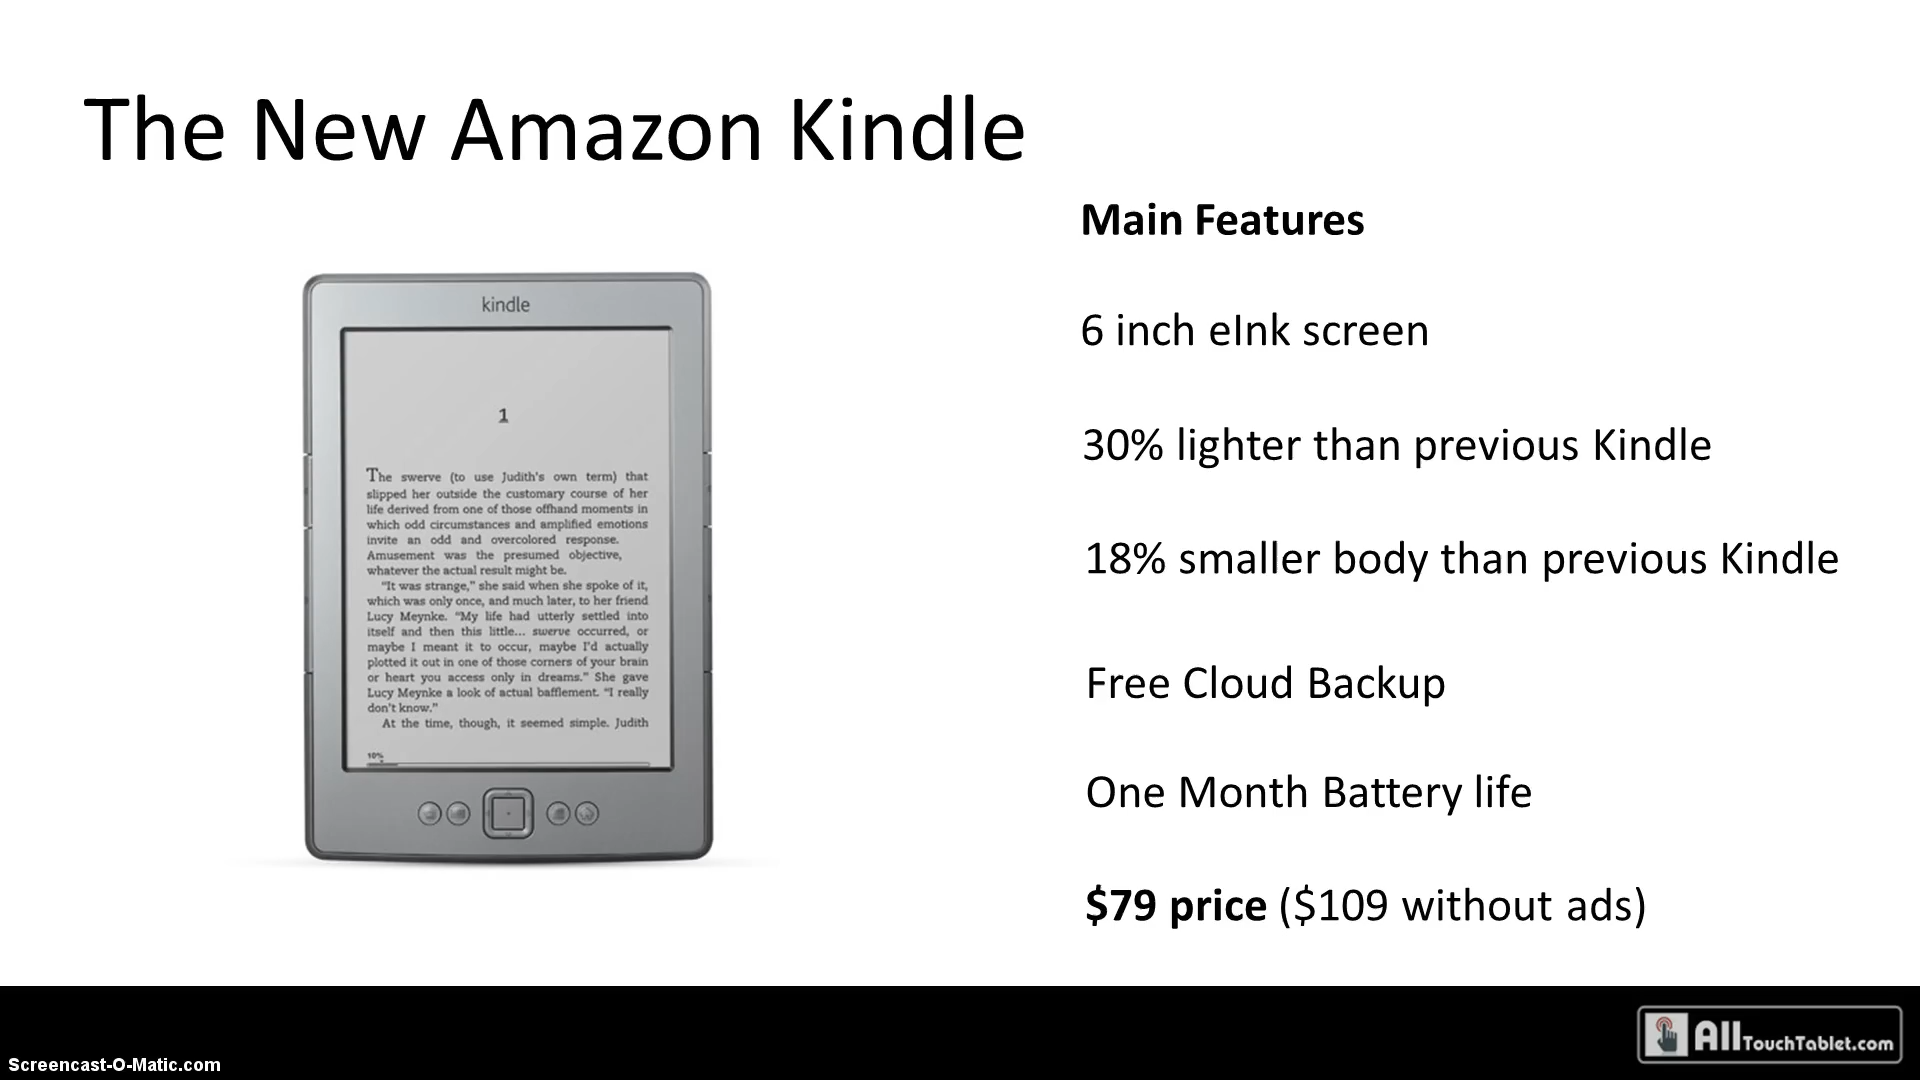 The New Amazon Kindle
Main Features
6 inch eInk screen
30% lighter than previous Kindle
18% smaller body than previous Kindle
Free Cloud Backup
One Month Battery life
$79 price ($109 without ads)
kindle
1
The swerve (to use Judith's own term) that
slipped her outside the customary course of her
life derived from one of those offhand moments in
which odd circumstances and amplified emotions
invite an odd and overcolored response.
Amusement was the presumed objective,
whatever the actual result might be.
"It was strange," she said when she spoke of it,
which was only once, and much later, to her friend
Lucy Meynke. "My life had utterly settled into
itself and then this little... swerve occurred, or
maybe I meant it to occur, maybe I'd actually
plotted it out in one of those corners of your brain
or heart you access only in dreams." She gave
Lucy Meynke a look of actual bafflement. "I really
don't know."
At the time, though, it seemed simple. Judith
10%
Screencast-O-Matic.com
AllTouchTablet.com